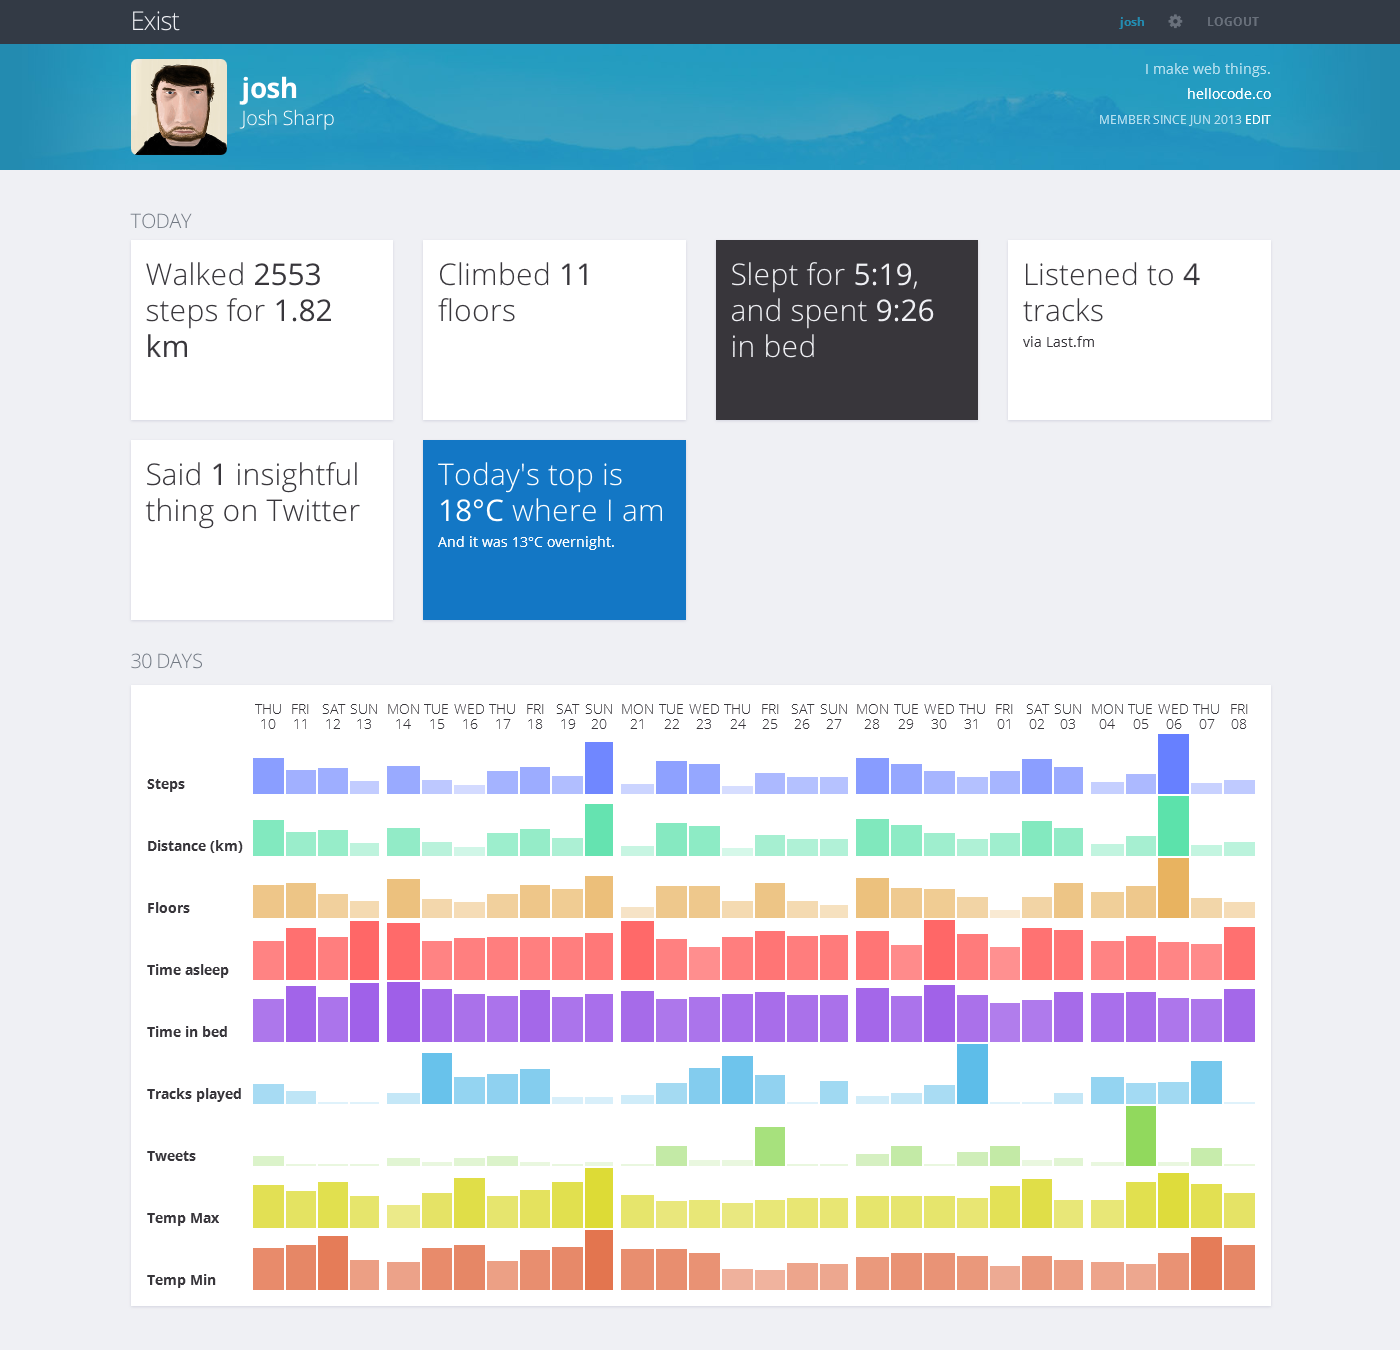 Exist
josh
LOGOUT
josh
Josh Sharp
I make web things.
hellocode.co
MEMBER SINCE JUN 2013 EDIT
TODAY
Walked 2553
steps for 1.82
km
Climbed 11
floors
Slept for 5:19,
and spent 9:26
in bed
Listened to 4
tracks
via Last.fm
Said 1 insightful
thing on Twitter
Today's top is
18°C where I am
And it was 13°C overnight.
30 DAYS
THU FRI SAT SUN MON TUE WED THU FRI SAT SUN MON TUE WED THU FRI SAT SUN MON TUE WED THU FRI SAT SUN MON TUE WED THU FRI
10 11 12 13 14 15 16 17 18 19 20 21 22 23 24 25 26 27 28 29 30 31 01 02 03 04 05 06 07 08
Steps
Distance (km)
Floors
Time asleep
Time in bed
Tracks played
Tweets
Temp Max
Temp Min